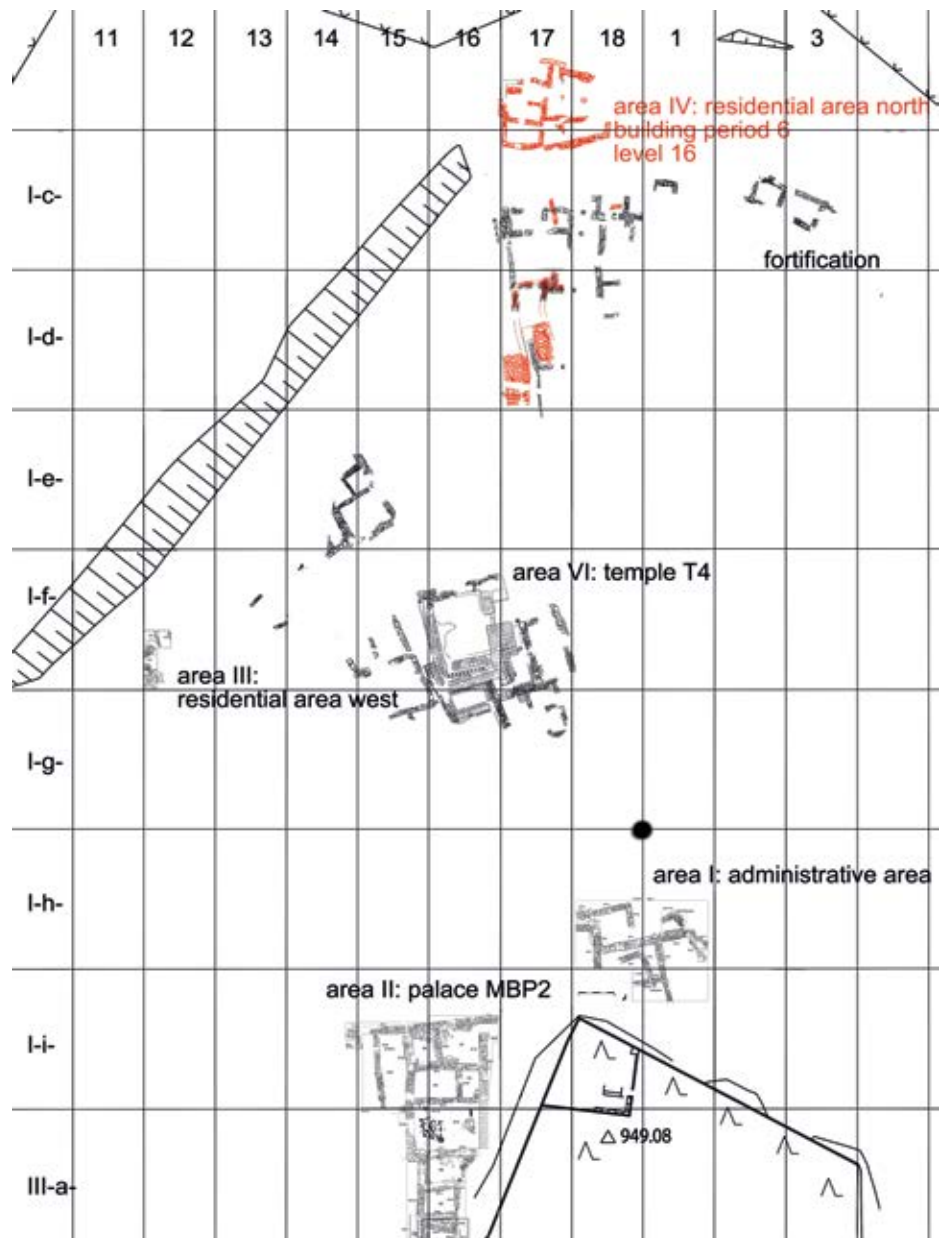 11 12 13 14 15 16 17 18 1 3
area IV: residential area north
building period 6
level 16
I-c-
fortification
I-d-
I-e-
area VI: temple T4
I-f-
area III:
residential area west
I-g-
area I: administrative area
I-h-
area II: palace MBP2
I-i-
949.08
III-a-